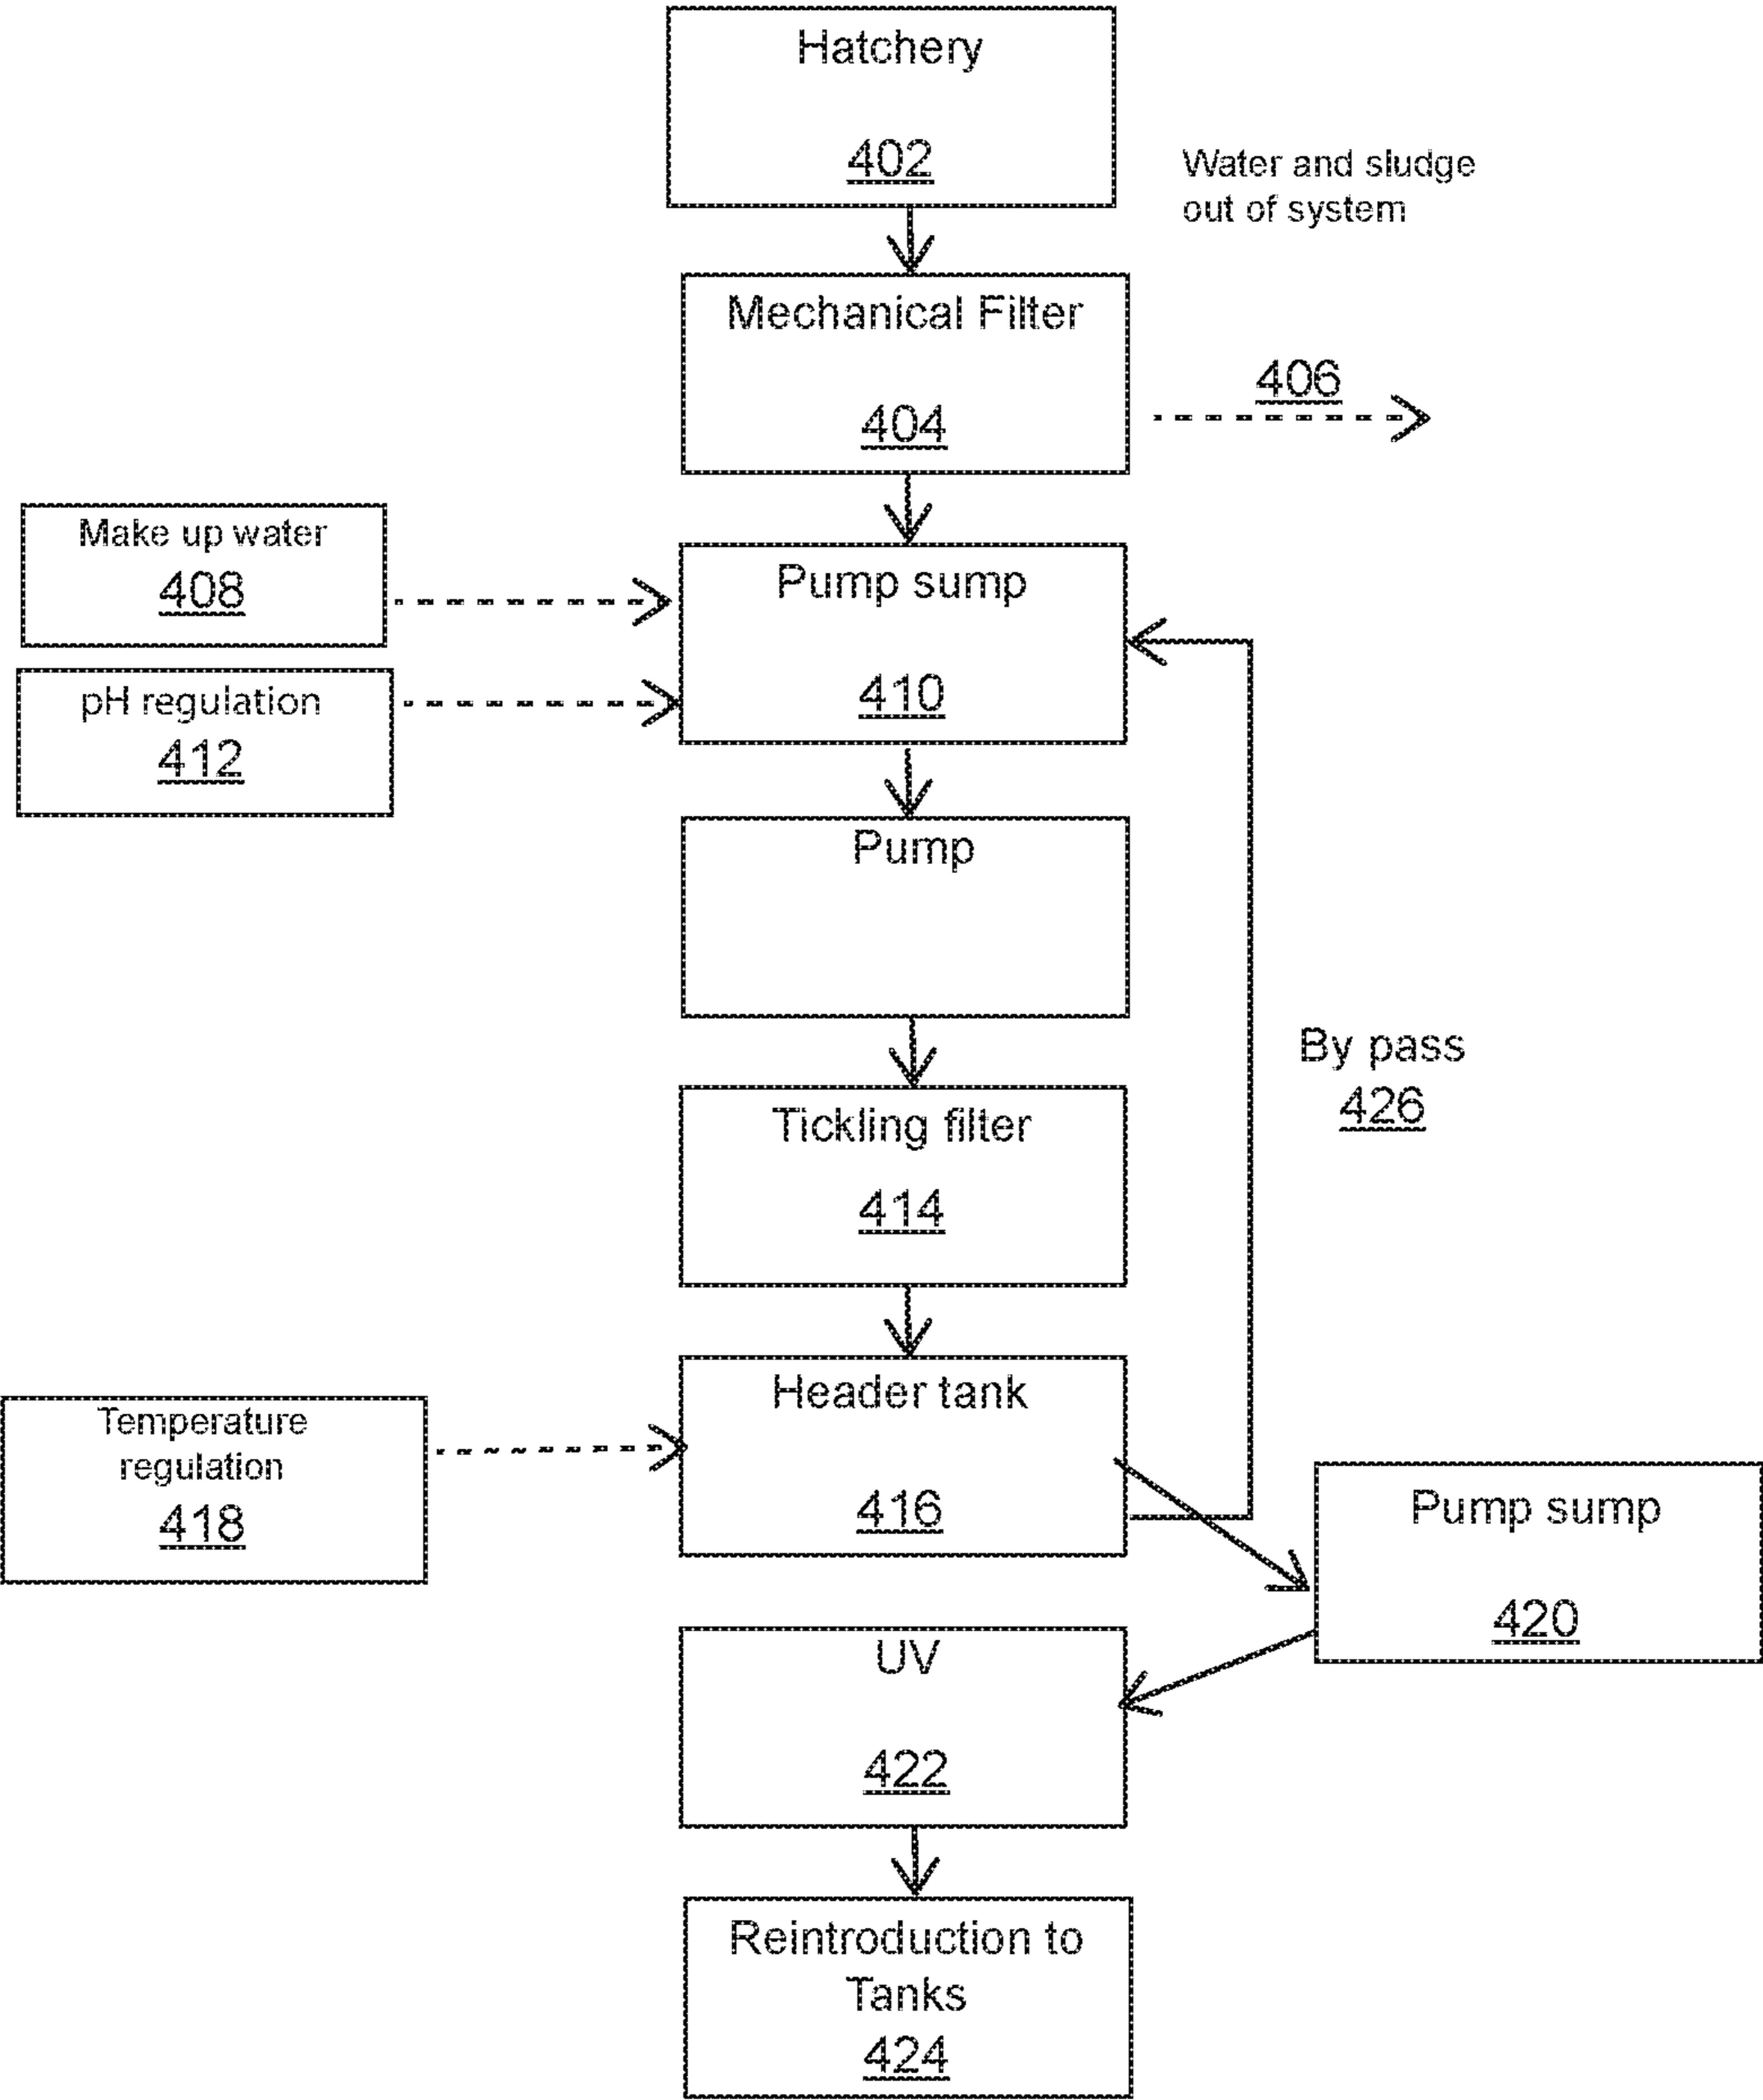 Hatchery
402
Water and sludge
out of system
Mechanical Filter
404
406
Make up water
408
Pump sump
410
pH regulation
412
Pump
By pass
426
Tickling filter
414
Header tank
416
Temperature
regulation
418
Pump sump
420
UV
422
Reintroduction to
Tanks
424